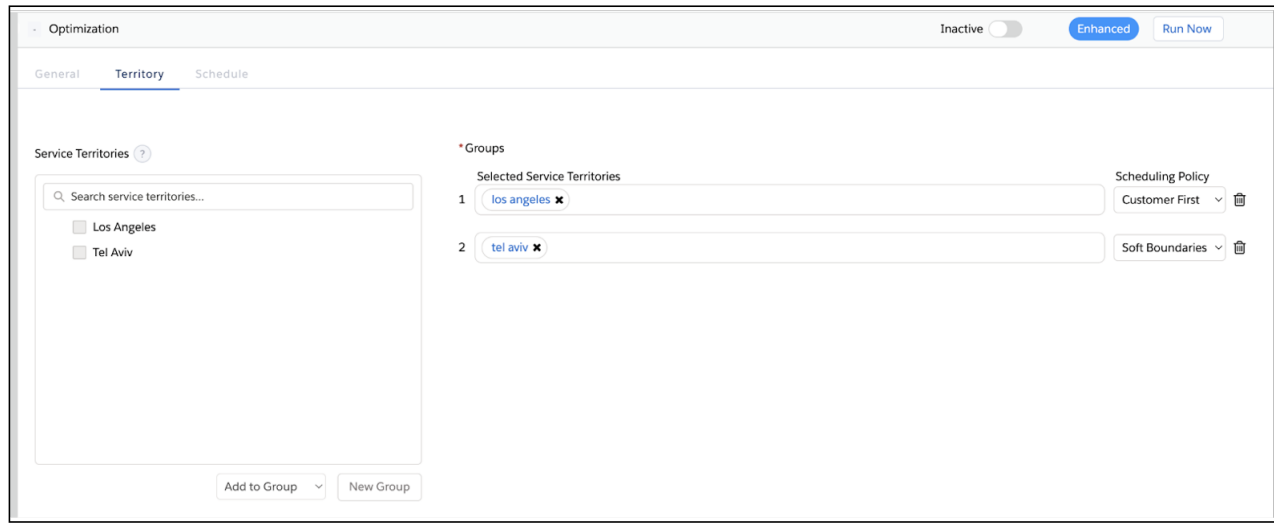 Optimization
Inactive
Enhanced
Run Now
General
Territory
Schedule
Service Territories ?
Search service territories...
Los Angeles
Tel Aviv
Add to Group
New Group
*Groups
Selected Service Territories
Scheduling Policy
1 los angeles ✖ Customer First
2 tel aviv ✖ Soft Boundaries